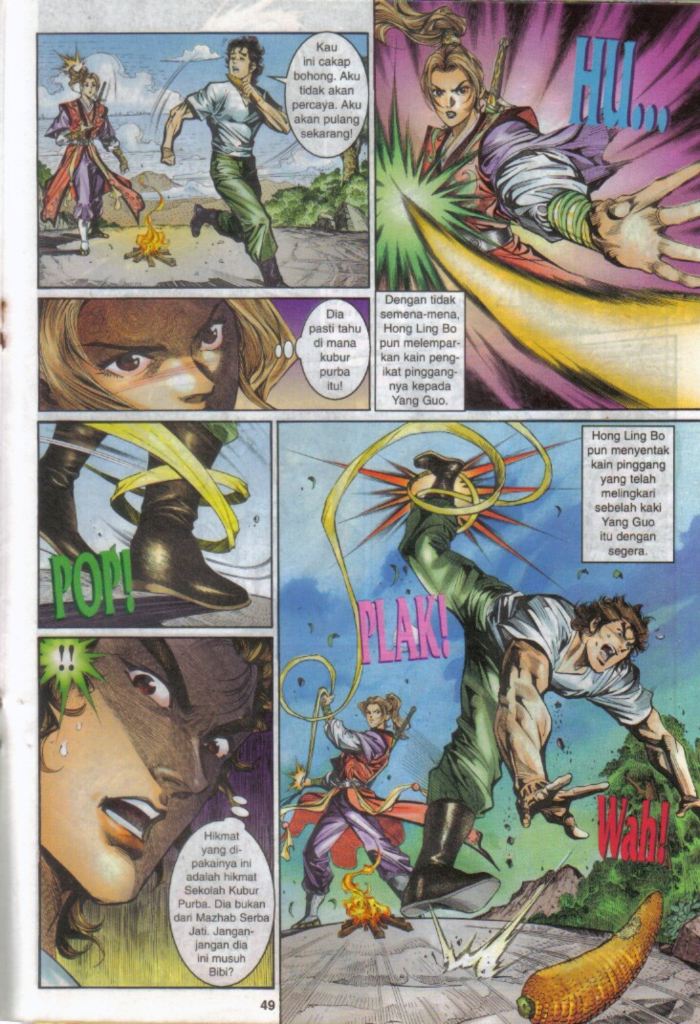 Kau
ini cakap
bohong. Aku
tidak akan
percaya. Aku
akan pulang
sekarang!
HU...
Dia
pasti tahu
di mana
kubur
purba
itu!
Dengan tidak
semena-mena,
Hong Ling Bo
pun melempar-
kan kain peng-
ikat pinggang-
nya kepada
Yang Guo.
POP!
Hong Ling Bo
pun menyentak
kain pinggang
yang telah
melingkari
sebelah kaki
Yang Guo
itu dengan
segera.
PLAK!
Wah!
!!
Hikmat
yang di-
pakainya ini
adalah hikmat
Sekolah Kubur
Purba. Dia bukan
dari Mazhab Serba
Jati. Jangan-
jangan dia
ini musuh
Bibi?
49